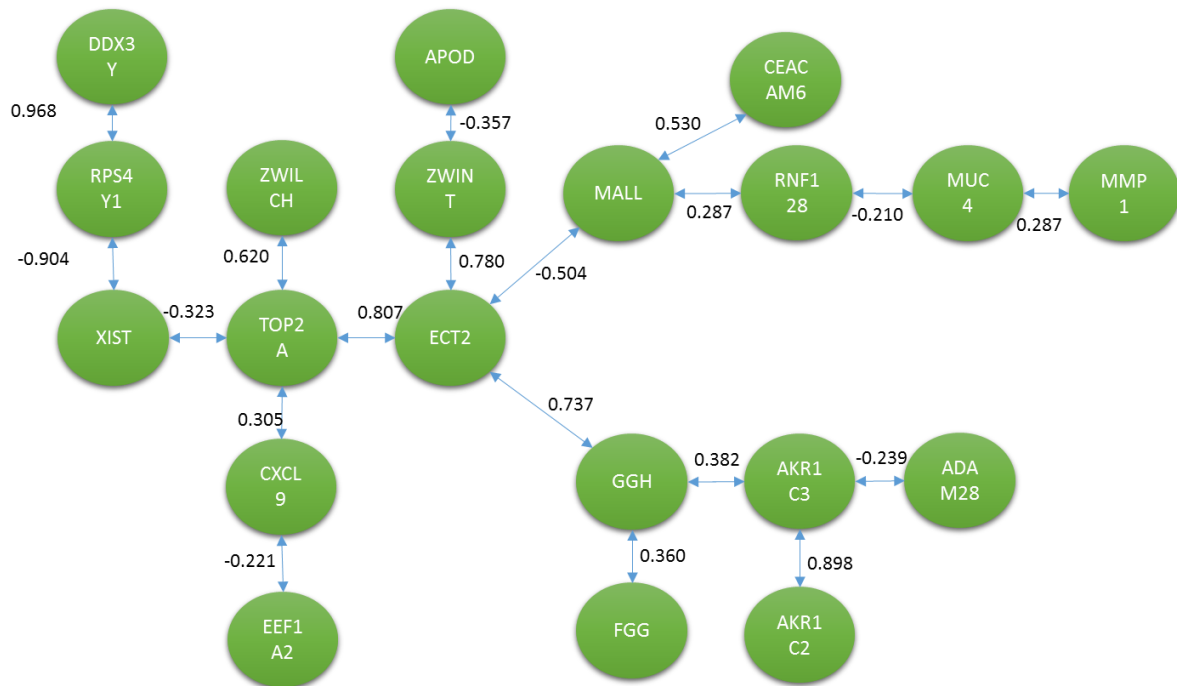 DDX3
Y
APOD
CEAC
AM6
0.968
-0.357
0.530
RPS4
Y1
ZWIL
CH
ZWIN
T
MALL
RNF1
28
MUC
4
MMP
1
0.287
-0.210
0.287
-0.904
0.620
0.780
-0.504
XIST
-0.323
TOP2
A
0.807
ECT2
0.305
0.737
CXCL
9
GGH
0.382
AKR1
C3
-0.239
ADA
M28
-0.221
0.360
0.898
EEF1
A2
FGG
AKR1
C2